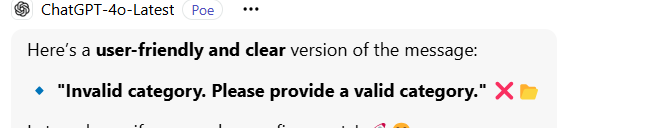 ChatGPT-4o-Latest Poe ...
Here's a user-friendly and clear version of the message:
🔹 "Invalid category. Please provide a valid category." ❌ 📂